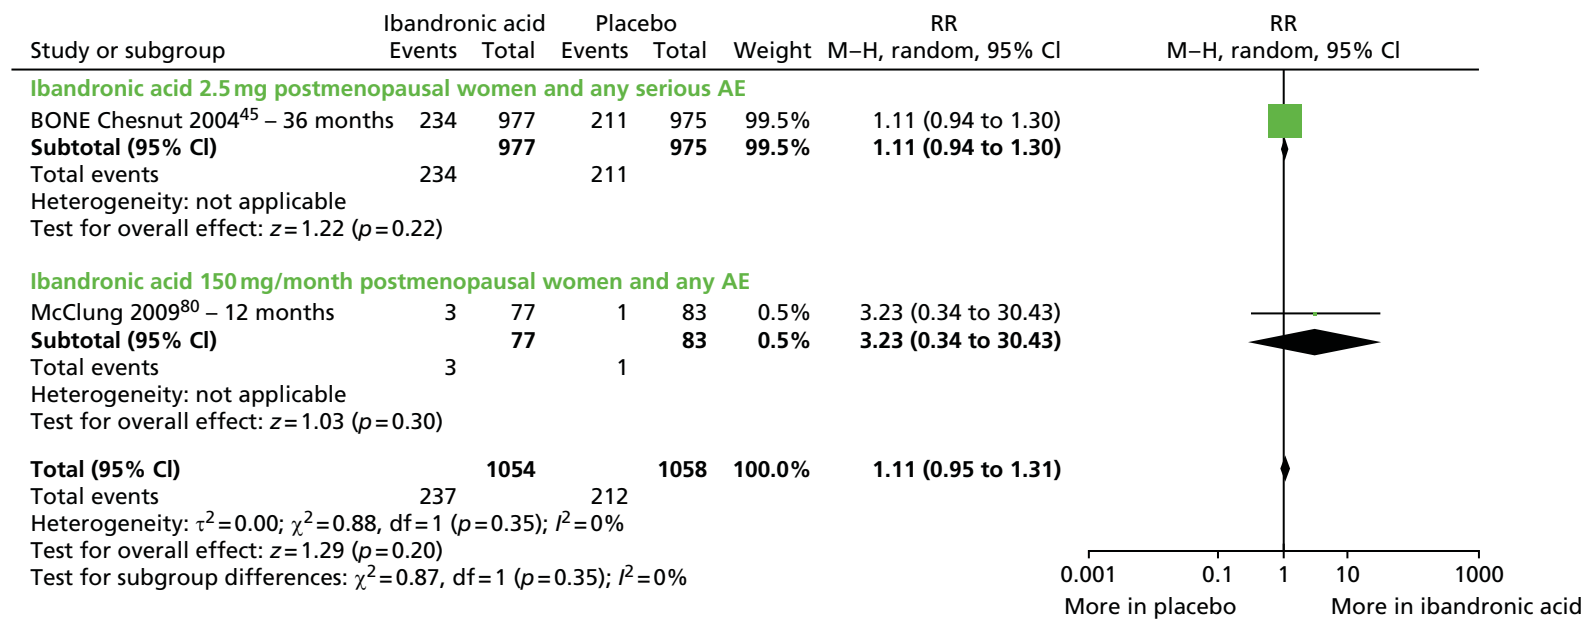 Ibandronic acid Placebo RR RR
Study or subgroup Events Total Events Total Weight M–H, random, 95% CI M–H, random, 95% CI
Ibandronic acid 2.5 mg postmenopausal women and any serious AE
BONE Chesnut 2004⁴⁵ – 36 months 234 977 211 975 99.5% 1.11 (0.94 to 1.30)
Subtotal (95% CI) 977 975 99.5% 1.11 (0.94 to 1.30)
Total events 234 211
Heterogeneity: not applicable
Test for overall effect: z=1.22 (p=0.22)
Ibandronic acid 150 mg/month postmenopausal women and any AE
McClung 2009⁸⁰ – 12 months 3 77 1 83 0.5% 3.23 (0.34 to 30.43)
Subtotal (95% CI) 77 83 0.5% 3.23 (0.34 to 30.43)
Total events 3 1
Heterogeneity: not applicable
Test for overall effect: z=1.03 (p=0.30)
Total (95% CI) 1054 1058 100.0% 1.11 (0.95 to 1.31)
Total events 237 212
Heterogeneity: τ²=0.00; χ²=0.88, df=1 (p=0.35); I²=0%
Test for overall effect: z=1.29 (p=0.20)
Test for subgroup differences: χ²=0.87, df=1 (p=0.35); I²=0%
0.001 0.1 1 10 1000
More in placebo More in ibandronic acid